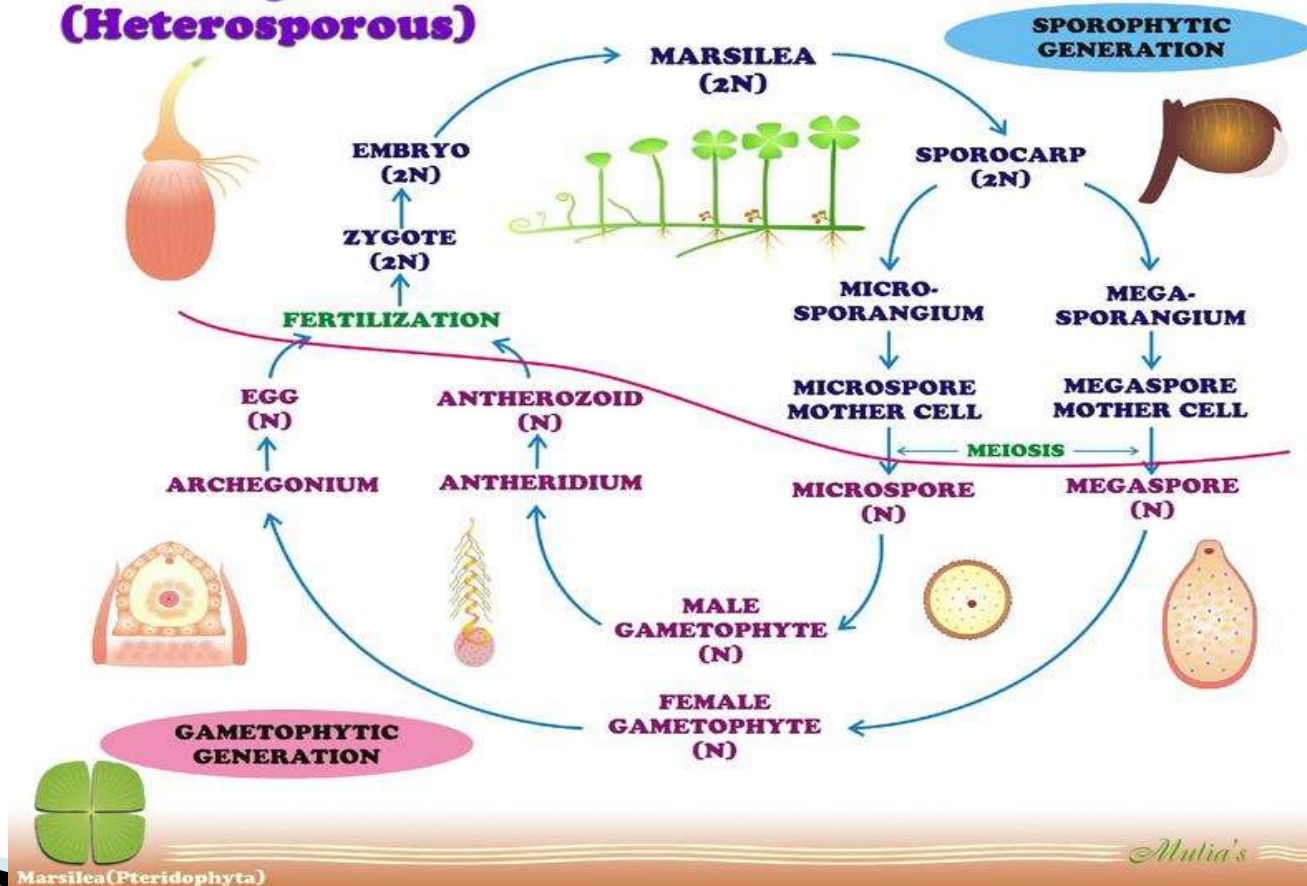 (Heterosporous)
SPOROPHYTIC
GENERATION
MARSILEA
(2N)
SPOROCARP
(2N)
EMBRYO
(2N)
ZYGOTE
(2N)
FERTILIZATION
MICRO-
SPORANGIUM
MEGA-
SPORANGIUM
MICROSPORE
MOTHER CELL
MEGASPORE
MOTHER CELL
EGG
(N)
ANTHEROZOID
(N)
MEIOSIS
ARCHEGONIUM
ANTHERIDIUM
MICROSPORE
(N)
MEGASPORE
(N)
MALE
GAMETOPHYTE
(N)
FEMALE
GAMETOPHYTE
(N)
GAMETOPHYTIC
GENERATION
Mulia's
Marsilea(Pteridophyta)